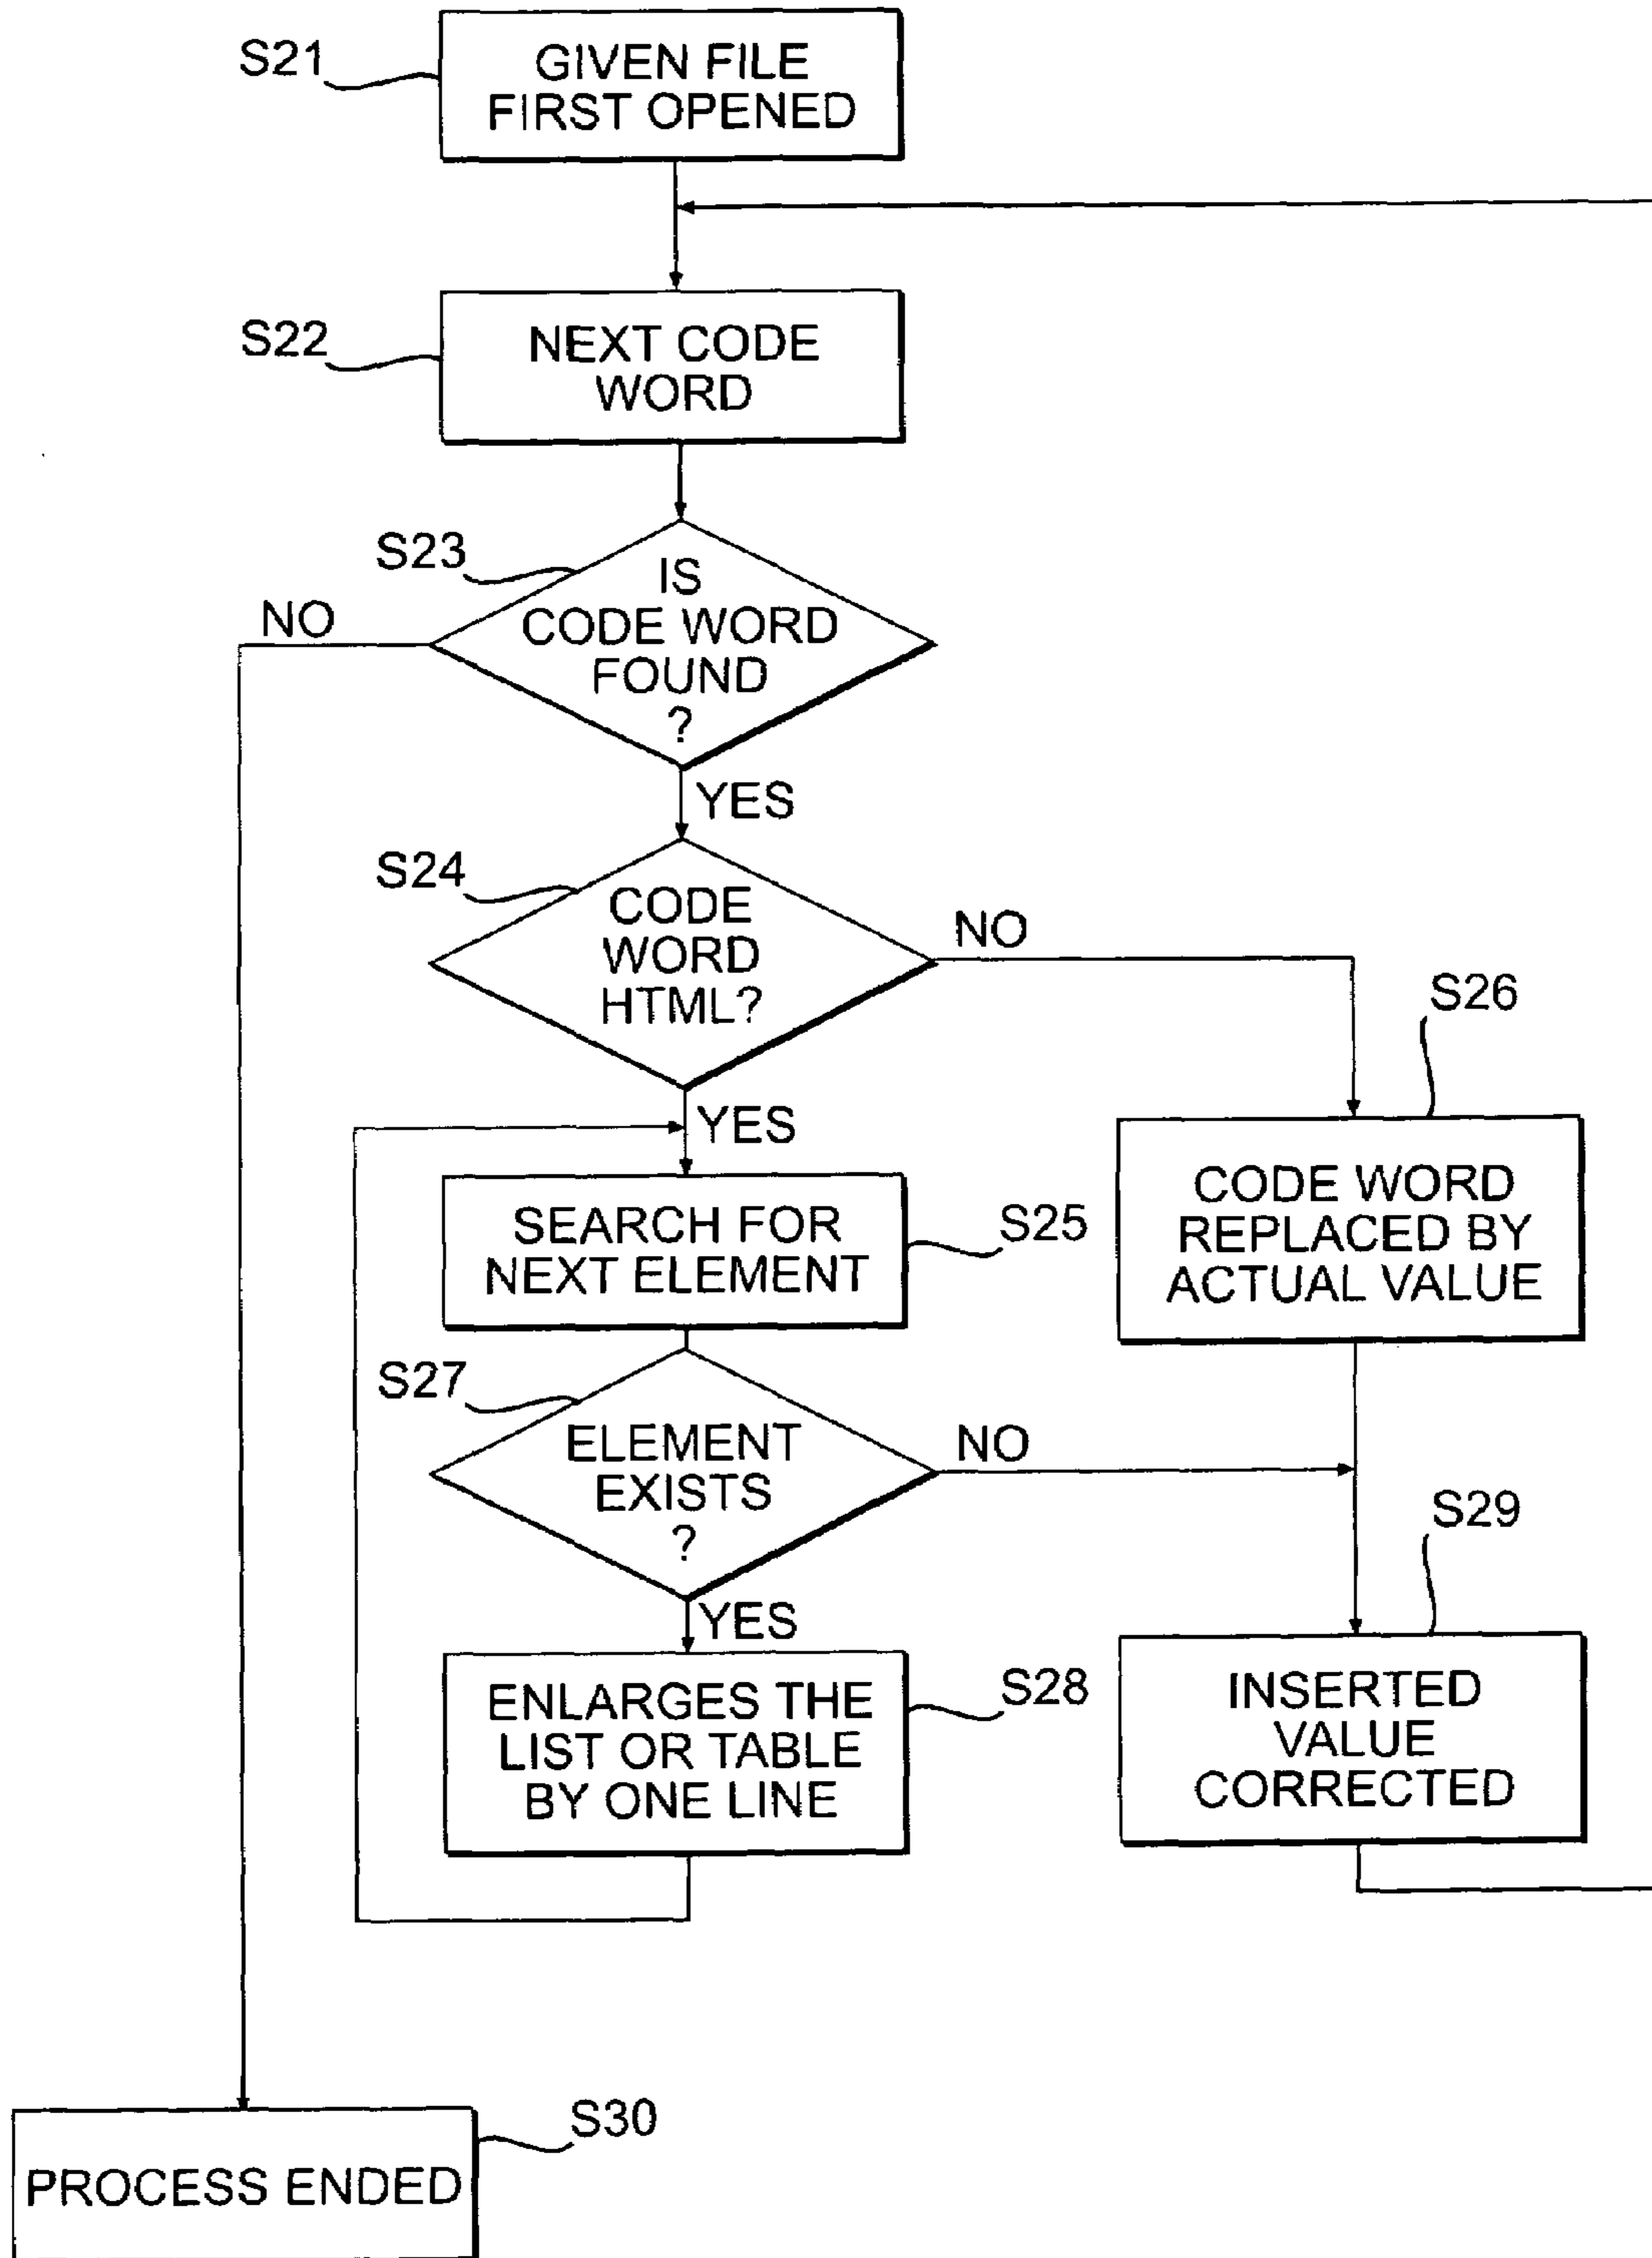 S21
GIVEN FILE
FIRST OPENED
S22
NEXT CODE
WORD
S23
IS
CODE WORD
FOUND
?
NO
YES
S24
CODE
WORD
HTML?
NO
YES
S26
CODE WORD
REPLACED BY
ACTUAL VALUE
SEARCH FOR
NEXT ELEMENT
S25
S27
ELEMENT
EXISTS
?
NO
YES
S29
INSERTED
VALUE
CORRECTED
ENLARGES THE
LIST OR TABLE
BY ONE LINE
S28
S30
PROCESS ENDED